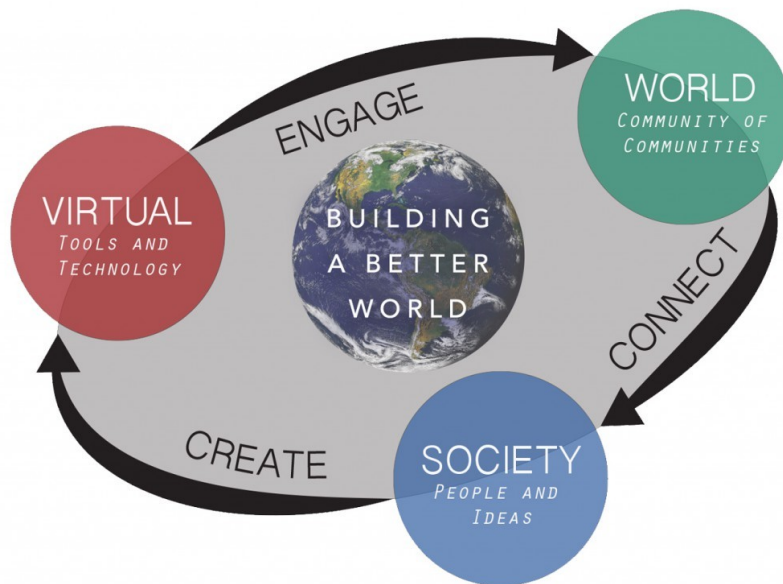 ENGAGE
WORLD
COMMUNITY OF
COMMUNITIES
VIRTUAL
TOOLS AND
TECHNOLOGY
BUILDING
A BETTER
WORLD
CONNECT
CREATE
SOCIETY
PEOPLE AND
IDEAS